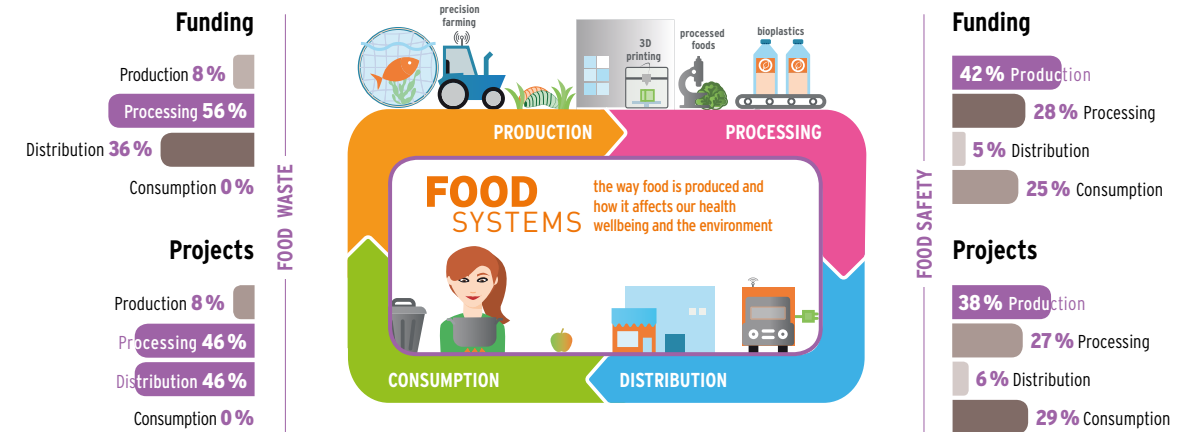 Funding
Production 8 %
Processing 56 %
Distribution 36 %
Consumption 0 %
FOOD WASTE
Projects
Production 8 %
Processing 46 %
Distribution 46 %
Consumption 0 %
precision
farming
3D
printing
processed
foods
bioplastics
PRODUCTION
PROCESSING
FOOD
SYSTEMS
the way food is produced and
how it affects our health
wellbeing and the environment
CONSUMPTION
DISTRIBUTION
FOOD SAFETY
Funding
42 % Production
28 % Processing
5 % Distribution
25 % Consumption
Projects
38 % Production
27 % Processing
6 % Distribution
29 % Consumption